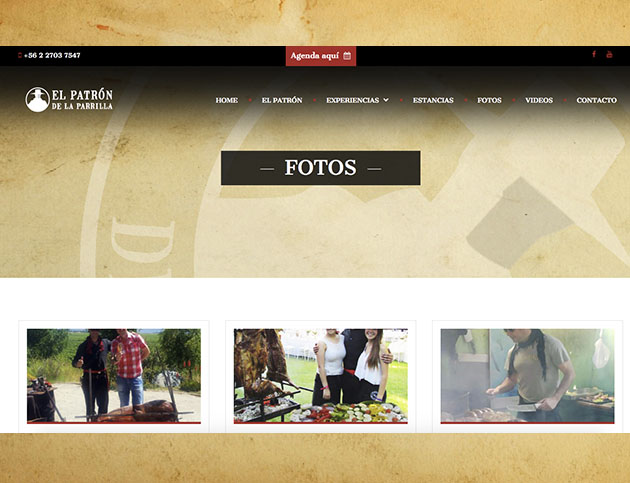 +56 2 2703 7547
Agenda aquí
EL PATRÓN
DE LA PARRILLA
HOME EL PATRÓN EXPERIENCIAS ESTANCIAS FOTOS VIDEOS CONTACTO
— FOTOS —